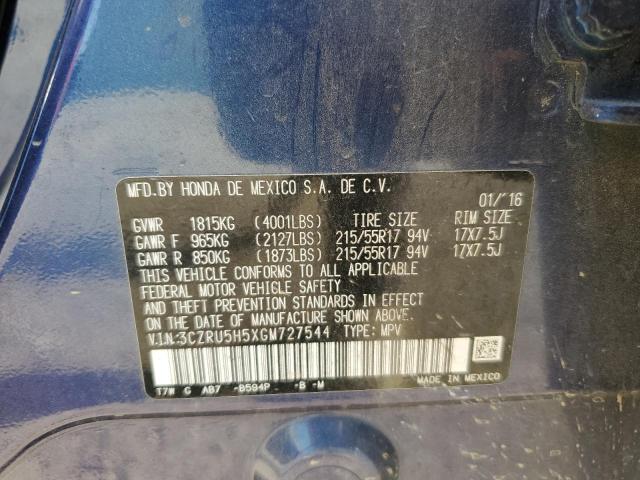 MFD.BY HONDA DE MEXICO S.A. DE C.V.
01/'16
GVWR 1815KG (4001LBS) TIRE SIZE RIM SIZE
GAWR F 965KG (2127LBS) 215/55R17 94V 17X7.5J
GAWR R 850KG (1873LBS) 215/55R17 94V 17X7.5J
THIS VEHICLE CONFORMS TO ALL APPLICABLE
FEDERAL MOTOR VEHICLE SAFETY
AND THEFT PREVENTION STANDARDS IN EFFECT
ON THE DATE OF MANUFACTURE SHOWN ABOVE.
V.I.N:3CZRU5H5XGM727544 TYPE: MPV
T7W G AB7 -B594P -B -M
MADE IN MEXICO